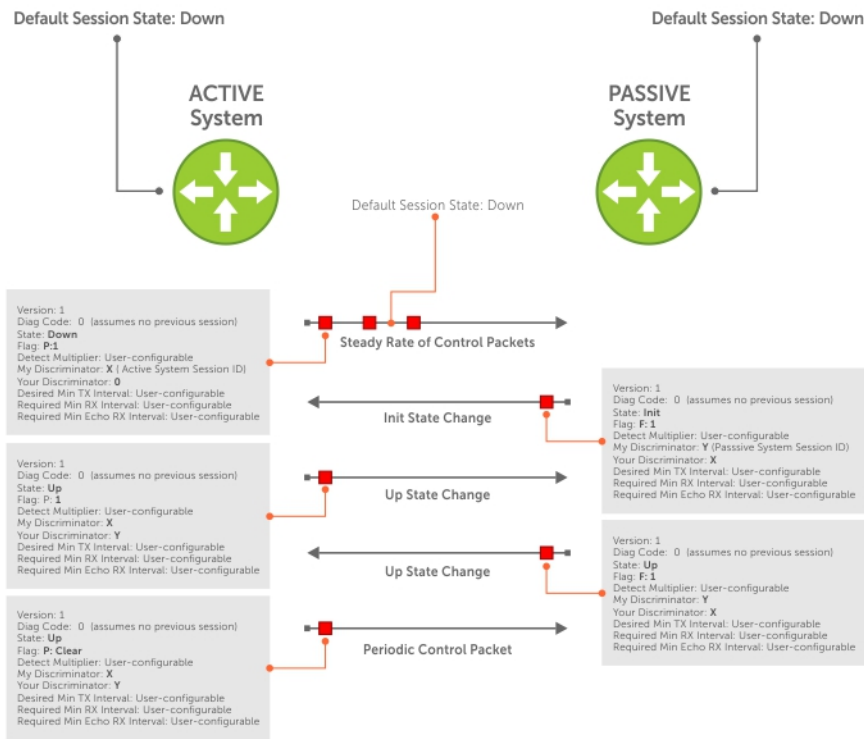 Default Session State: Down
Default Session State: Down
ACTIVE
System
PASSIVE
System
Default Session State: Down
Version: 1
Diag Code:  0  (assumes no previous session)
State: Down
Flag: P:1
Detect Multiplier: User-configurable
My Discriminator: X ( Active System Session ID)
Your Discriminator: 0
Desired Min TX Interval: User-configurable
Required Min RX Interval: User-configurable
Required Min Echo RX Interval: User-configurable
Steady Rate of Control Packets
Init State Change
Version: 1
Diag Code:  0  (assumes no previous session)
State: Init
Flag: F: 1
Detect Multiplier: User-configurable
My Discriminator: Y (Passsive System Session ID)
Your Discriminator: X
Desired Min TX Interval: User-configurable
Required Min RX Interval: User-configurable
Required Min Echo RX Interval: User-configurable
Version: 1
Diag Code:  0  (assumes no previous session)
State: Up
Flag: P: 1
Detect Multiplier: User-configurable
My Discriminator: X
Your Discriminator: Y
Desired Min TX Interval: User-configurable
Required Min RX Interval: User-configurable
Required Min Echo RX Interval: User-configurable
Up State Change
Up State Change
Version: 1
Diag Code:  0  (assumes no previous session)
State: Up
Flag: F: 1
Detect Multiplier: User-configurable
My Discriminator: Y
Your Discriminator: X
Desired Min TX Interval: User-configurable
Required Min RX Interval: User-configurable
Required Min Echo RX Interval: User-configurable
Version: 1
Diag Code:  0  (assumes no previous session)
State: Up
Flag: P: Clear
Detect Multiplier: User-configurable
My Discriminator: X
Your Discriminator: Y
Desired Min TX Interval: User-configurable
Required Min RX Interval: User-configurable
Required Min Echo RX Interval: User-configurable
Periodic Control Packet